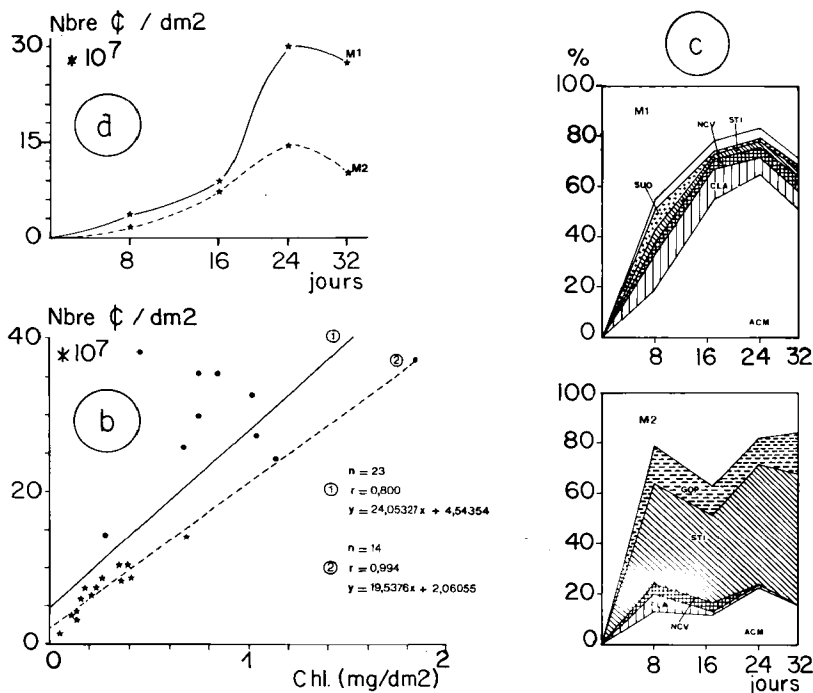 Nbre ₵ / dm2
* 10⁷
30
15
0
d
M1
M2
8 16 24 32
jours
Nbre ₵ / dm2
* 10⁷
40
20
0
b
1
2
n = 23
① r = 0,800
y = 24,05327x + 4,54354
n = 14
② r = 0,994
y = 19,5376x + 2,06055
0 1 2
Chl. (mg/dm2)
c
%
100
80
60
40
20
0
M1
NCV
STI
SUO
CLA
ACM
8 16 24 32
100
80
60
40
20
0
M2
STI
CLA
NCV
ACM
8 16 24 32
jours